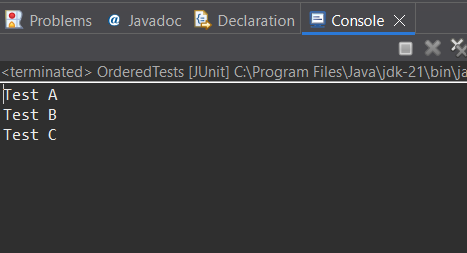 Problems @ Javadoc Declaration Console
<terminated> OrderedTests [JUnit] C:\Program Files\Java\jdk-21\bin\ja
Test A
Test B
Test C